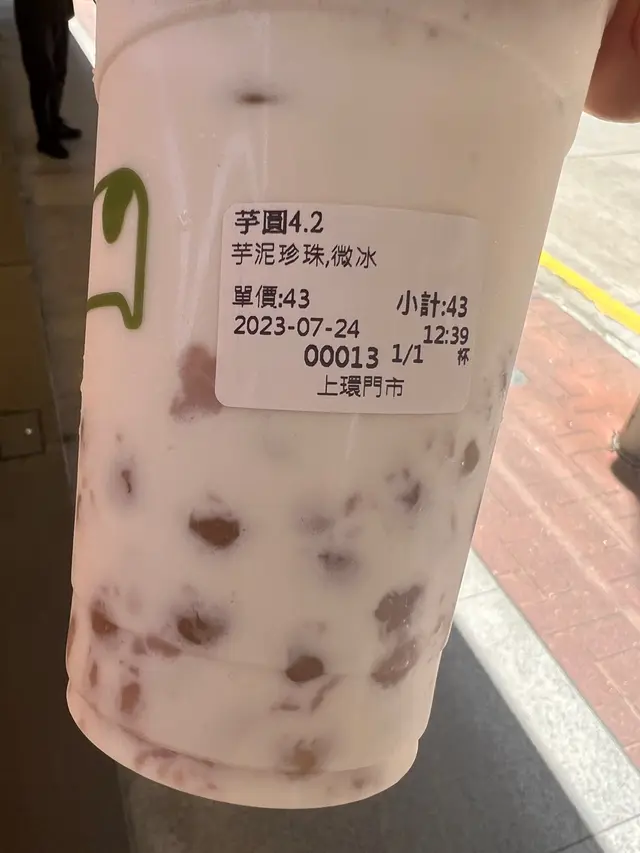 芋圓4.2
芋泥珍珠,微冰
單價:43 小計:43
2023-07-24 12:39
00013 1/1 杯
上環門市